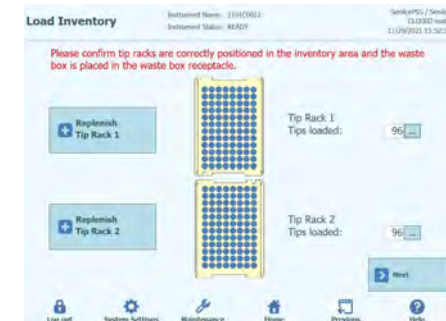 Load Inventory
Instrument Name:
Instrument Status: READY
Please confirm tip racks are correctly positioned in the inventory area and the waste
box is placed in the waste box receptacle.
Replenish
Tip Rack 1
Tip Rack 1
Tips loaded:
96 ...
Replenish
Tip Rack 2
Tip Rack 2
Tips loaded:
96 ...
Next
Log out
System Settings
Maintenance
Home
Previous
Help